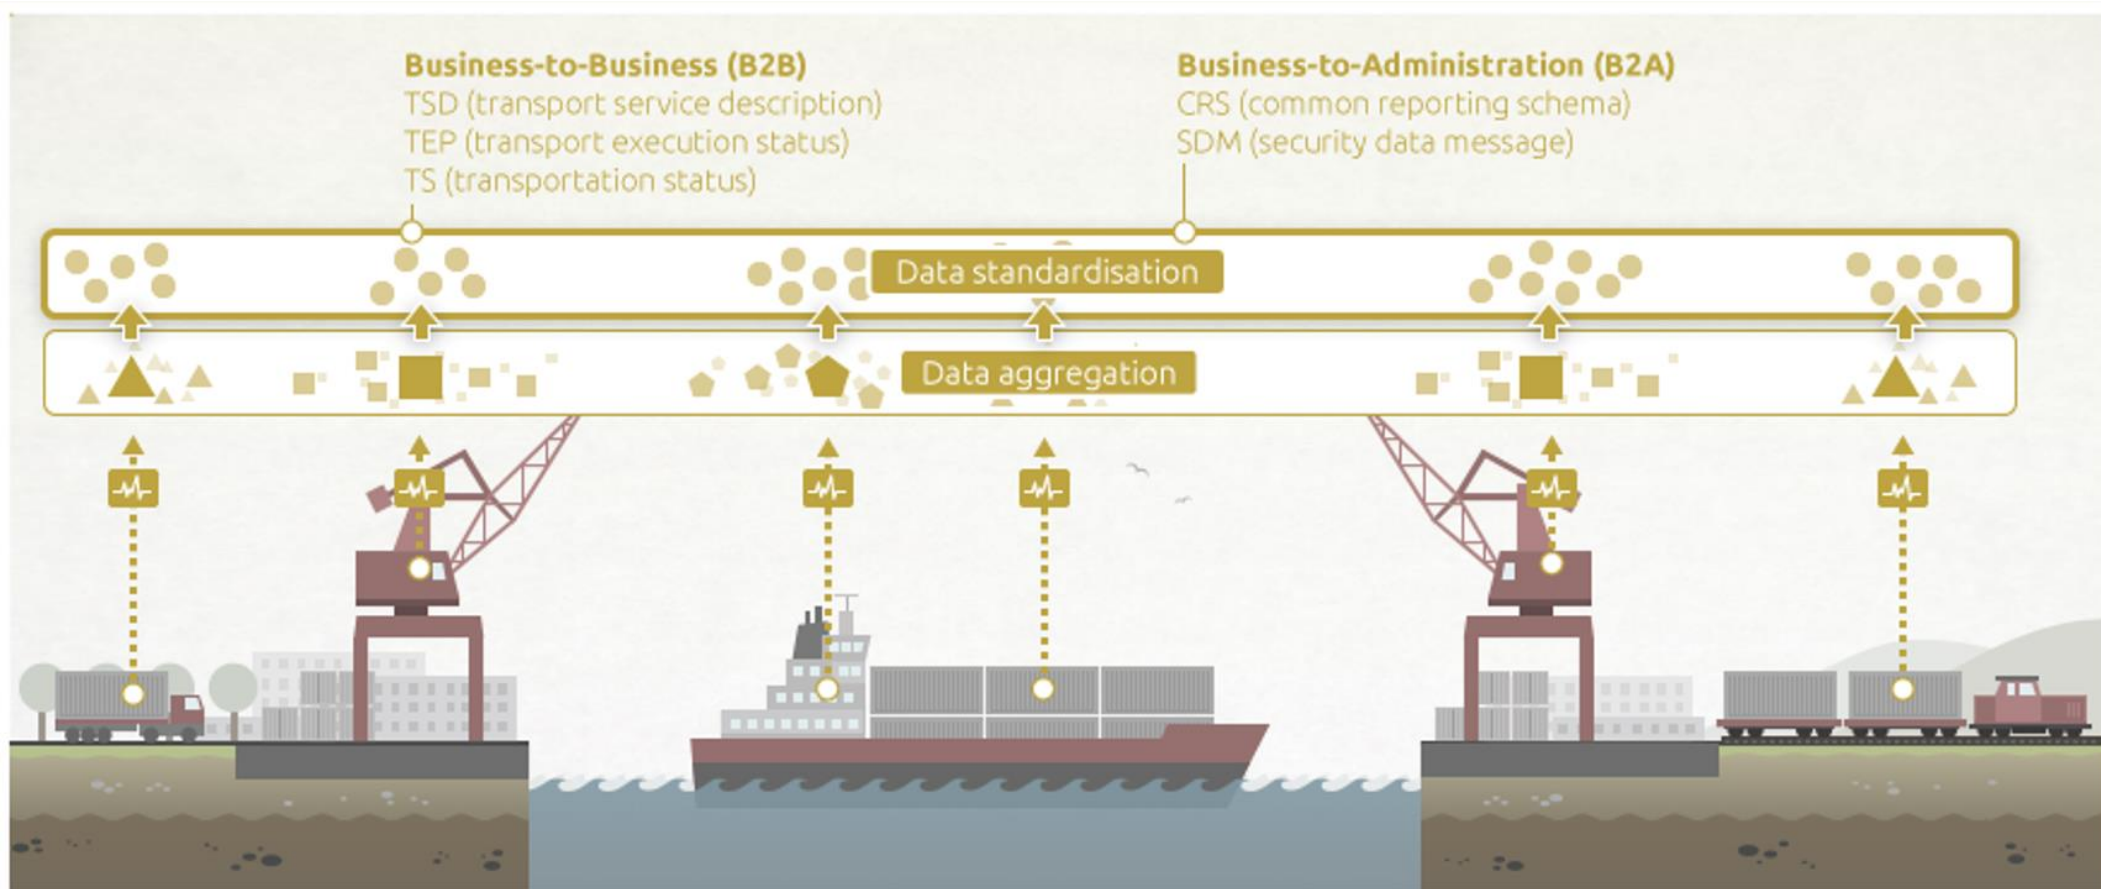 Business-to-Business (B2B)
TSD (transport service description)
TEP (transport execution status)
TS (transportation status)
Business-to-Administration (B2A)
CRS (common reporting schema)
SDM (security data message)
Data standardisation
Data aggregation